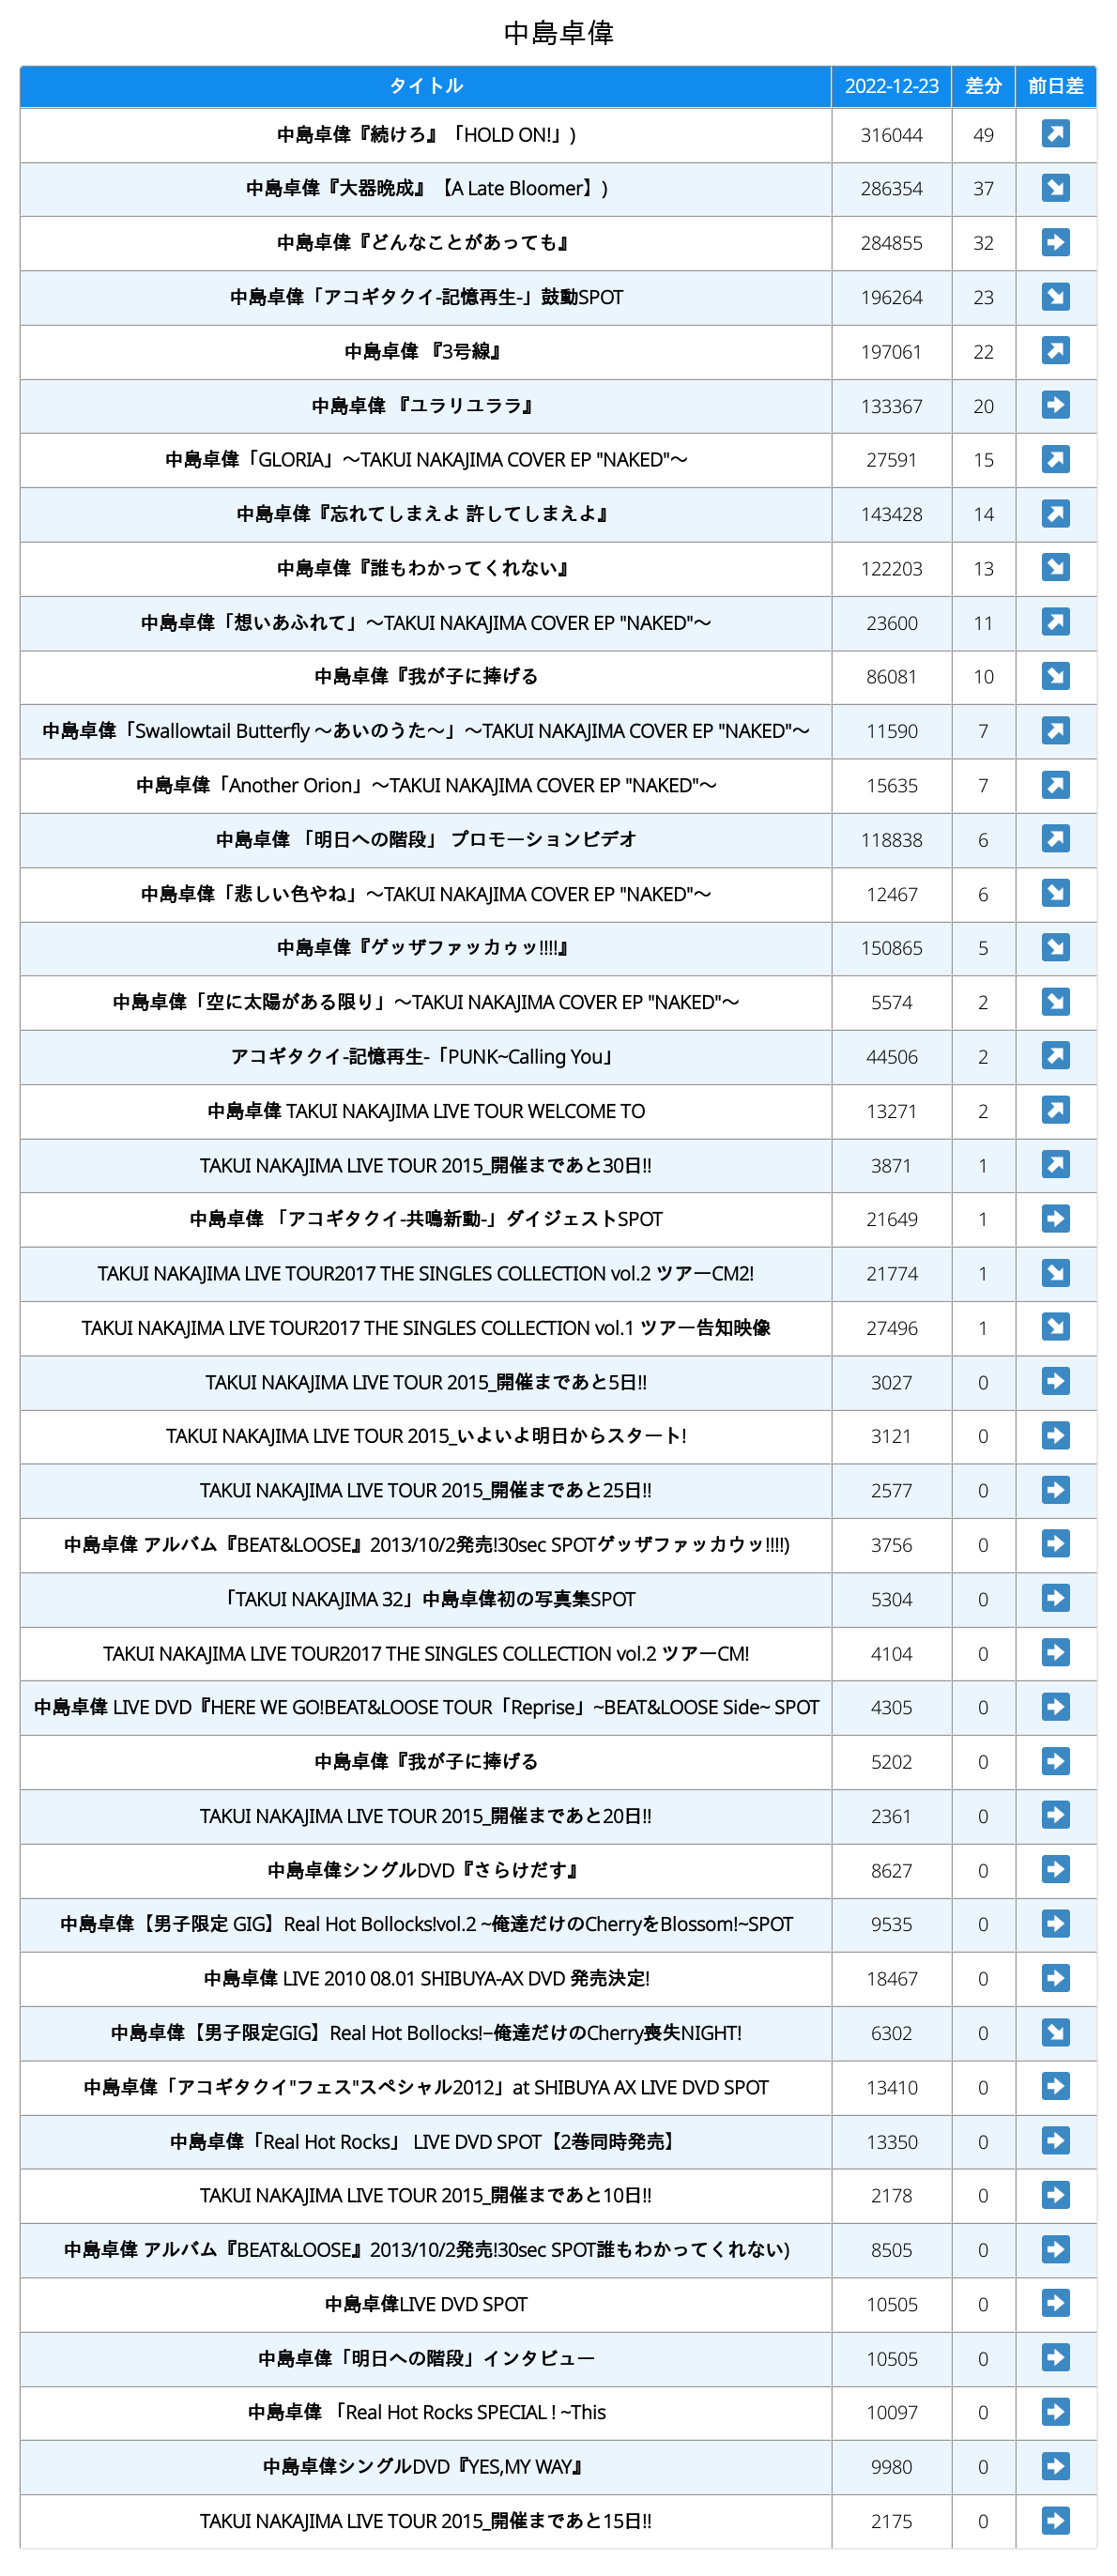 中島卓偉
タイトル 2022-12-23 差分 前日差
中島卓偉『続けろ』「HOLD ON!」) 316044 49 ↗
中島卓偉『大器晩成』【A Late Bloomer】) 286354 37 ↘
中島卓偉『どんなことがあっても』 284855 32 ➡
中島卓偉「アコギタクイ-記憶再生-」鼓動SPOT 196264 23 ↘
中島卓偉 『3号線』 197061 22 ↗
中島卓偉 『ユラリユララ』 133367 20 ➡
中島卓偉「GLORIA」〜TAKUI NAKAJIMA COVER EP "NAKED"〜 27591 15 ↗
中島卓偉『忘れてしまえよ 許してしまえよ』 143428 14 ↗
中島卓偉『誰もわかってくれない』 122203 13 ↘
中島卓偉「想いあふれて」〜TAKUI NAKAJIMA COVER EP "NAKED"〜 23600 11 ↗
中島卓偉『我が子に捧げる 86081 10 ↘
中島卓偉「Swallowtail Butterfly 〜あいのうた〜」〜TAKUI NAKAJIMA COVER EP "NAKED"〜 11590 7 ↗
中島卓偉「Another Orion」〜TAKUI NAKAJIMA COVER EP "NAKED"〜 15635 7 ↗
中島卓偉 「明日への階段」 プロモーションビデオ 118838 6 ↗
中島卓偉「悲しい色やね」〜TAKUI NAKAJIMA COVER EP "NAKED"〜 12467 6 ↘
中島卓偉『ゲッザファッカゥッ!!!!』 150865 5 ↘
中島卓偉「空に太陽がある限り」〜TAKUI NAKAJIMA COVER EP "NAKED"〜 5574 2 ↘
アコギタクイ-記憶再生-「PUNK~Calling You」 44506 2 ↗
中島卓偉 TAKUI NAKAJIMA LIVE TOUR WELCOME TO 13271 2 ↗
TAKUI NAKAJIMA LIVE TOUR 2015_開催まであと30日!! 3871 1 ↗
中島卓偉 「アコギタクイ-共鳴新動-」ダイジェストSPOT 21649 1 ➡
TAKUI NAKAJIMA LIVE TOUR2017 THE SINGLES COLLECTION vol.2 ツアーCM2! 21774 1 ↘
TAKUI NAKAJIMA LIVE TOUR2017 THE SINGLES COLLECTION vol.1 ツアー告知映像 27496 1 ↘
TAKUI NAKAJIMA LIVE TOUR 2015_開催まであと5日!! 3027 0 ➡
TAKUI NAKAJIMA LIVE TOUR 2015_いよいよ明日からスタート! 3121 0 ➡
TAKUI NAKAJIMA LIVE TOUR 2015_開催まであと25日!! 2577 0 ➡
中島卓偉 アルバム『BEAT&LOOSE』2013/10/2発売!30sec SPOTゲッザファッカウッ!!!!) 3756 0 ➡
「TAKUI NAKAJIMA 32」中島卓偉初の写真集SPOT 5304 0 ➡
TAKUI NAKAJIMA LIVE TOUR2017 THE SINGLES COLLECTION vol.2 ツアーCM! 4104 0 ➡
中島卓偉 LIVE DVD『HERE WE GO!BEAT&LOOSE TOUR「Reprise」~BEAT&LOOSE Side~ SPOT 4305 0 ➡
中島卓偉『我が子に捧げる 5202 0 ➡
TAKUI NAKAJIMA LIVE TOUR 2015_開催まであと20日!! 2361 0 ➡
中島卓偉シングルDVD『さらけだす』 8627 0 ➡
中島卓偉【男子限定 GIG】Real Hot Bollocks!vol.2 ~俺達だけのCherryをBlossom!~SPOT 9535 0 ➡
中島卓偉 LIVE 2010 08.01 SHIBUYA-AX DVD 発売決定! 18467 0 ➡
中島卓偉【男子限定GIG】Real Hot Bollocks!−俺達だけのCherry喪失NIGHT! 6302 0 ↘
中島卓偉「アコギタクイ"フェス"スペシャル2012」at SHIBUYA AX LIVE DVD SPOT 13410 0 ➡
中島卓偉「Real Hot Rocks」 LIVE DVD SPOT【2巻同時発売】 13350 0 ➡
TAKUI NAKAJIMA LIVE TOUR 2015_開催まであと10日!! 2178 0 ➡
中島卓偉 アルバム『BEAT&LOOSE』2013/10/2発売!30sec SPOT誰もわかってくれない) 8505 0 ➡
中島卓偉LIVE DVD SPOT 10505 0 ➡
中島卓偉「明日への階段」インタビュー 10505 0 ➡
中島卓偉 「Real Hot Rocks SPECIAL ! ~This 10097 0 ➡
中島卓偉シングルDVD『YES,MY WAY』 9980 0 ➡
TAKUI NAKAJIMA LIVE TOUR 2015_開催まであと15日!! 2175 0 ➡